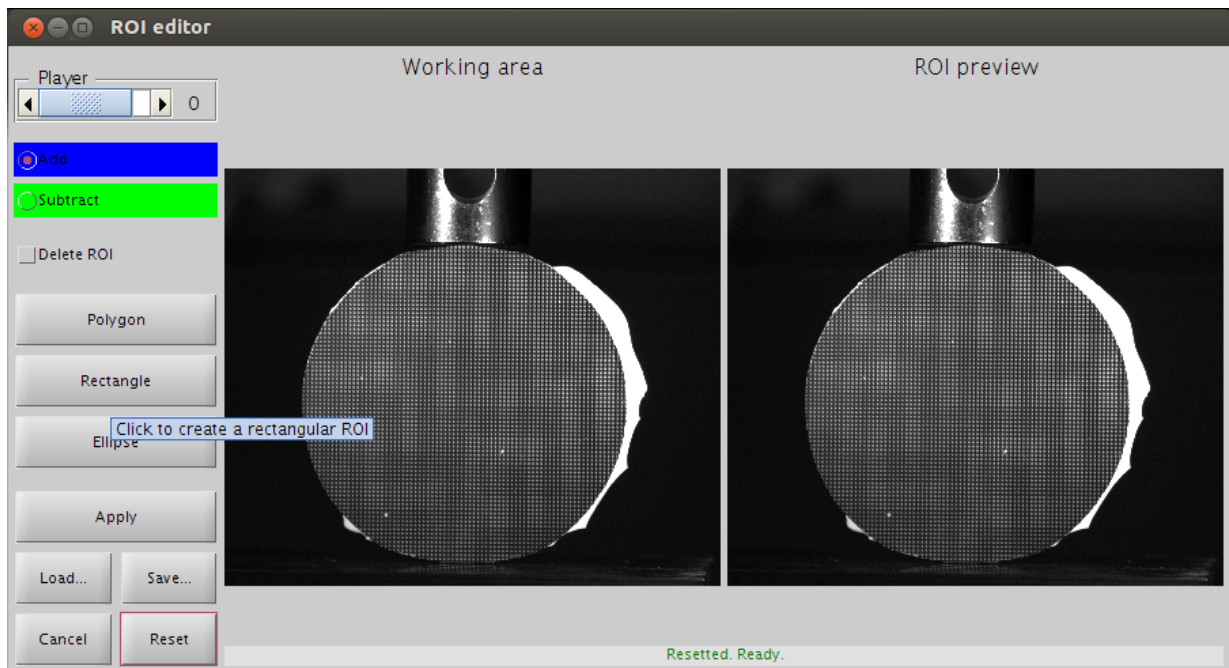 ROI editor
Player
0
Add
Subtract
Delete ROI
Polygon
Rectangle
Click to create a rectangular ROI
Ellipse
Apply
Load...
Save...
Cancel
Reset
Working area
ROI preview
Resetted. Ready.